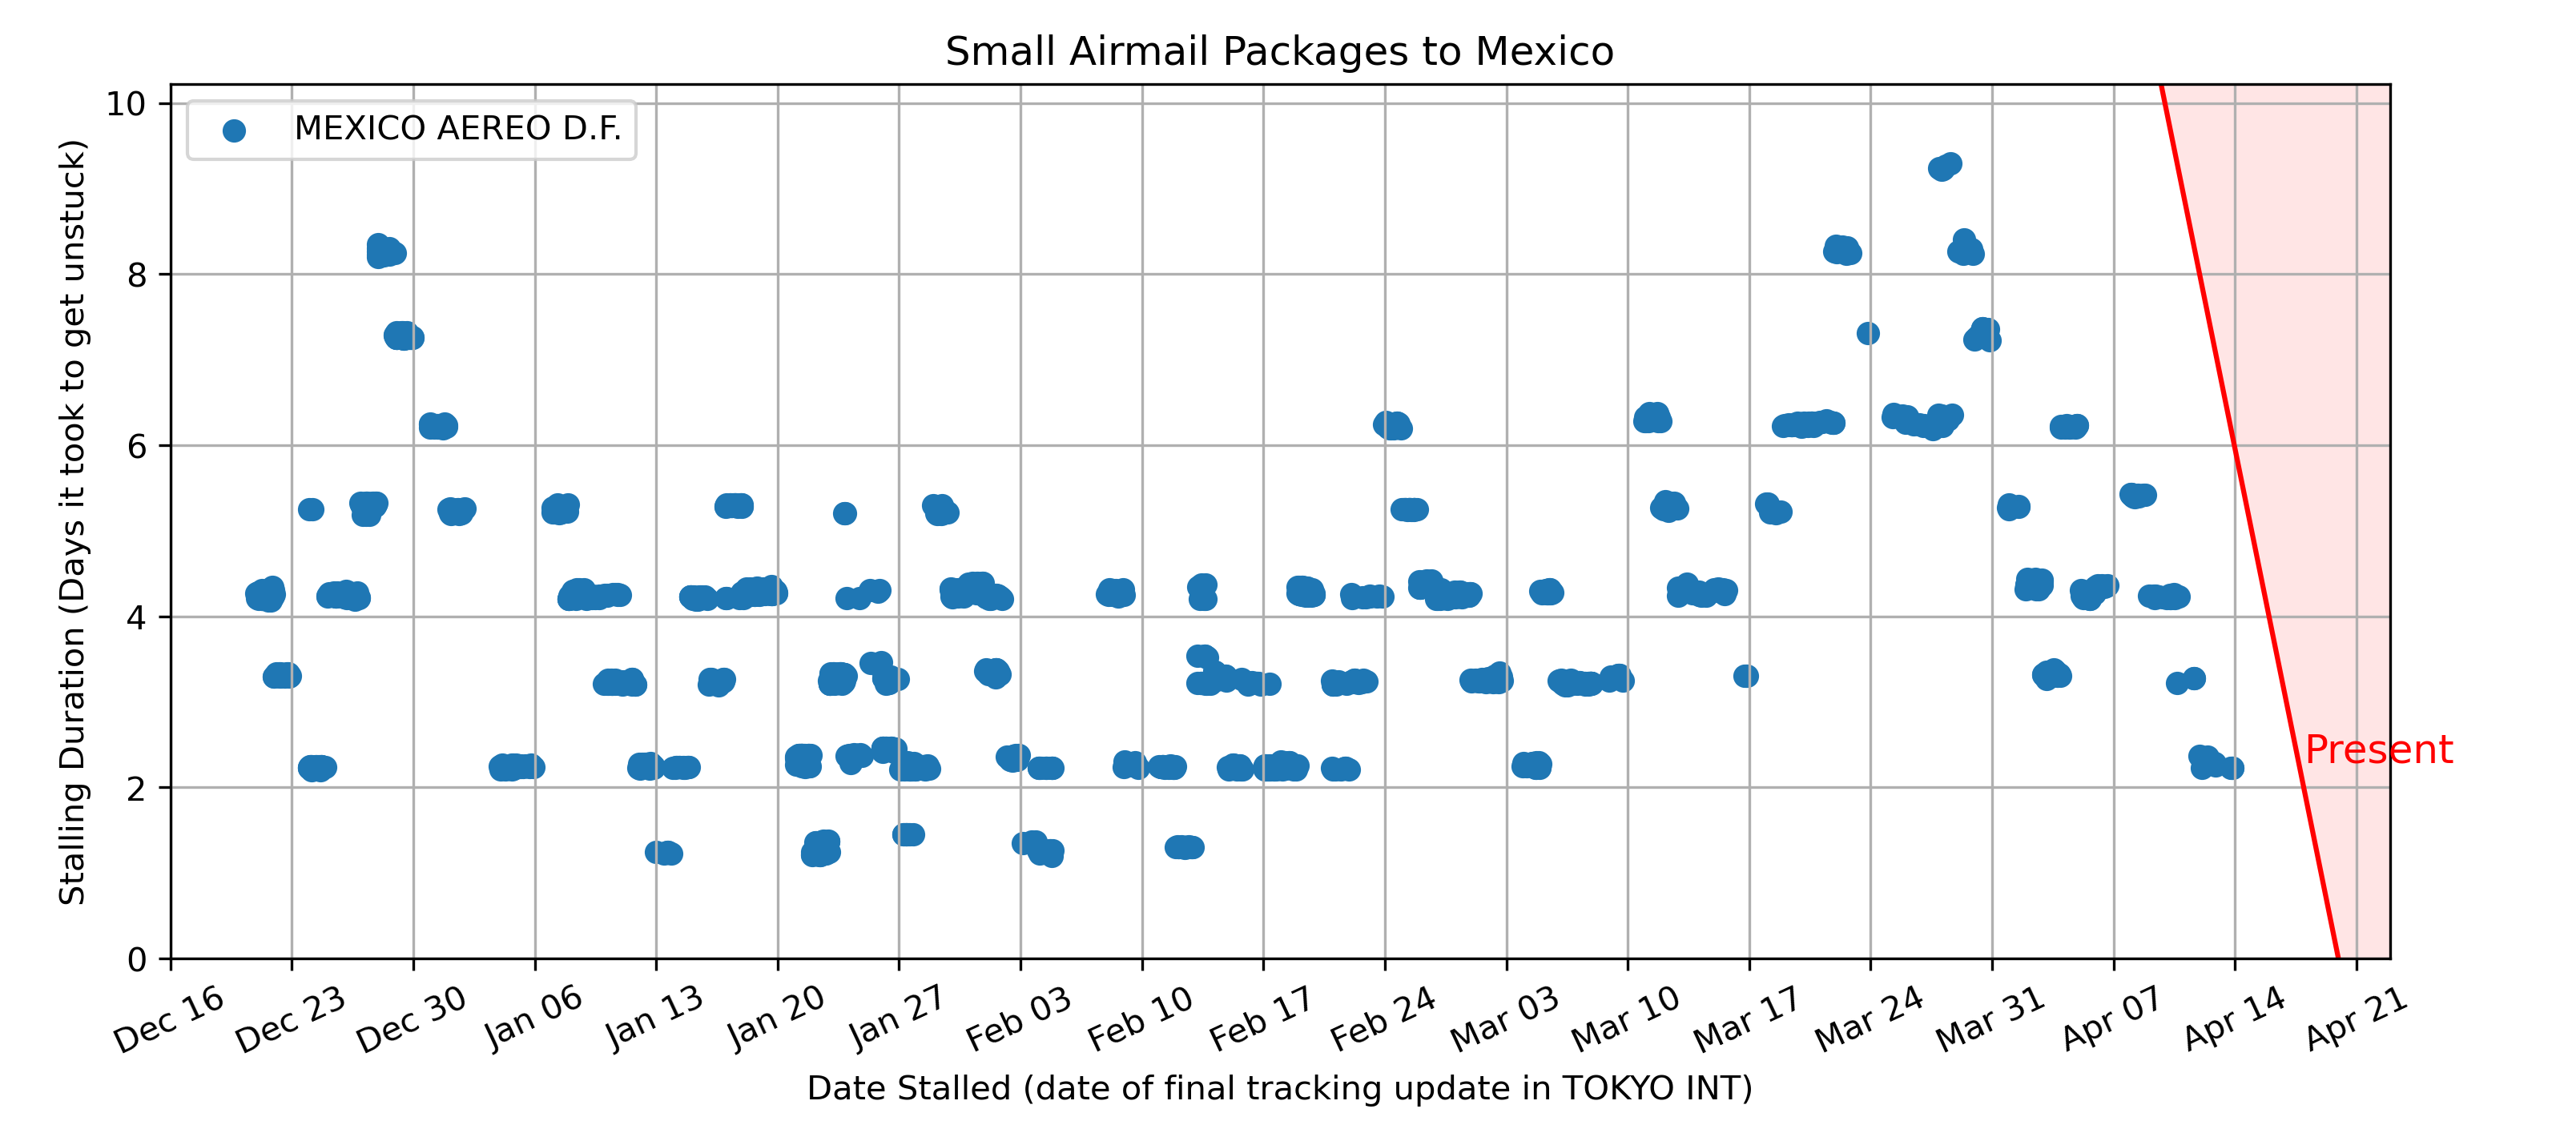 Small Airmail Packages to Mexico
MEXICO AEREO D.F.
Stalling Duration (Days it took to get unstuck)
10
8
6
4
2
0
Present
Dec 16
Dec 23
Dec 30
Jan 06
Jan 13
Jan 20
Jan 27
Feb 03
Feb 10
Feb 17
Feb 24
Mar 03
Mar 10
Mar 17
Mar 24
Mar 31
Apr 07
Apr 14
Apr 21
Date Stalled (date of final tracking update in TOKYO INT)